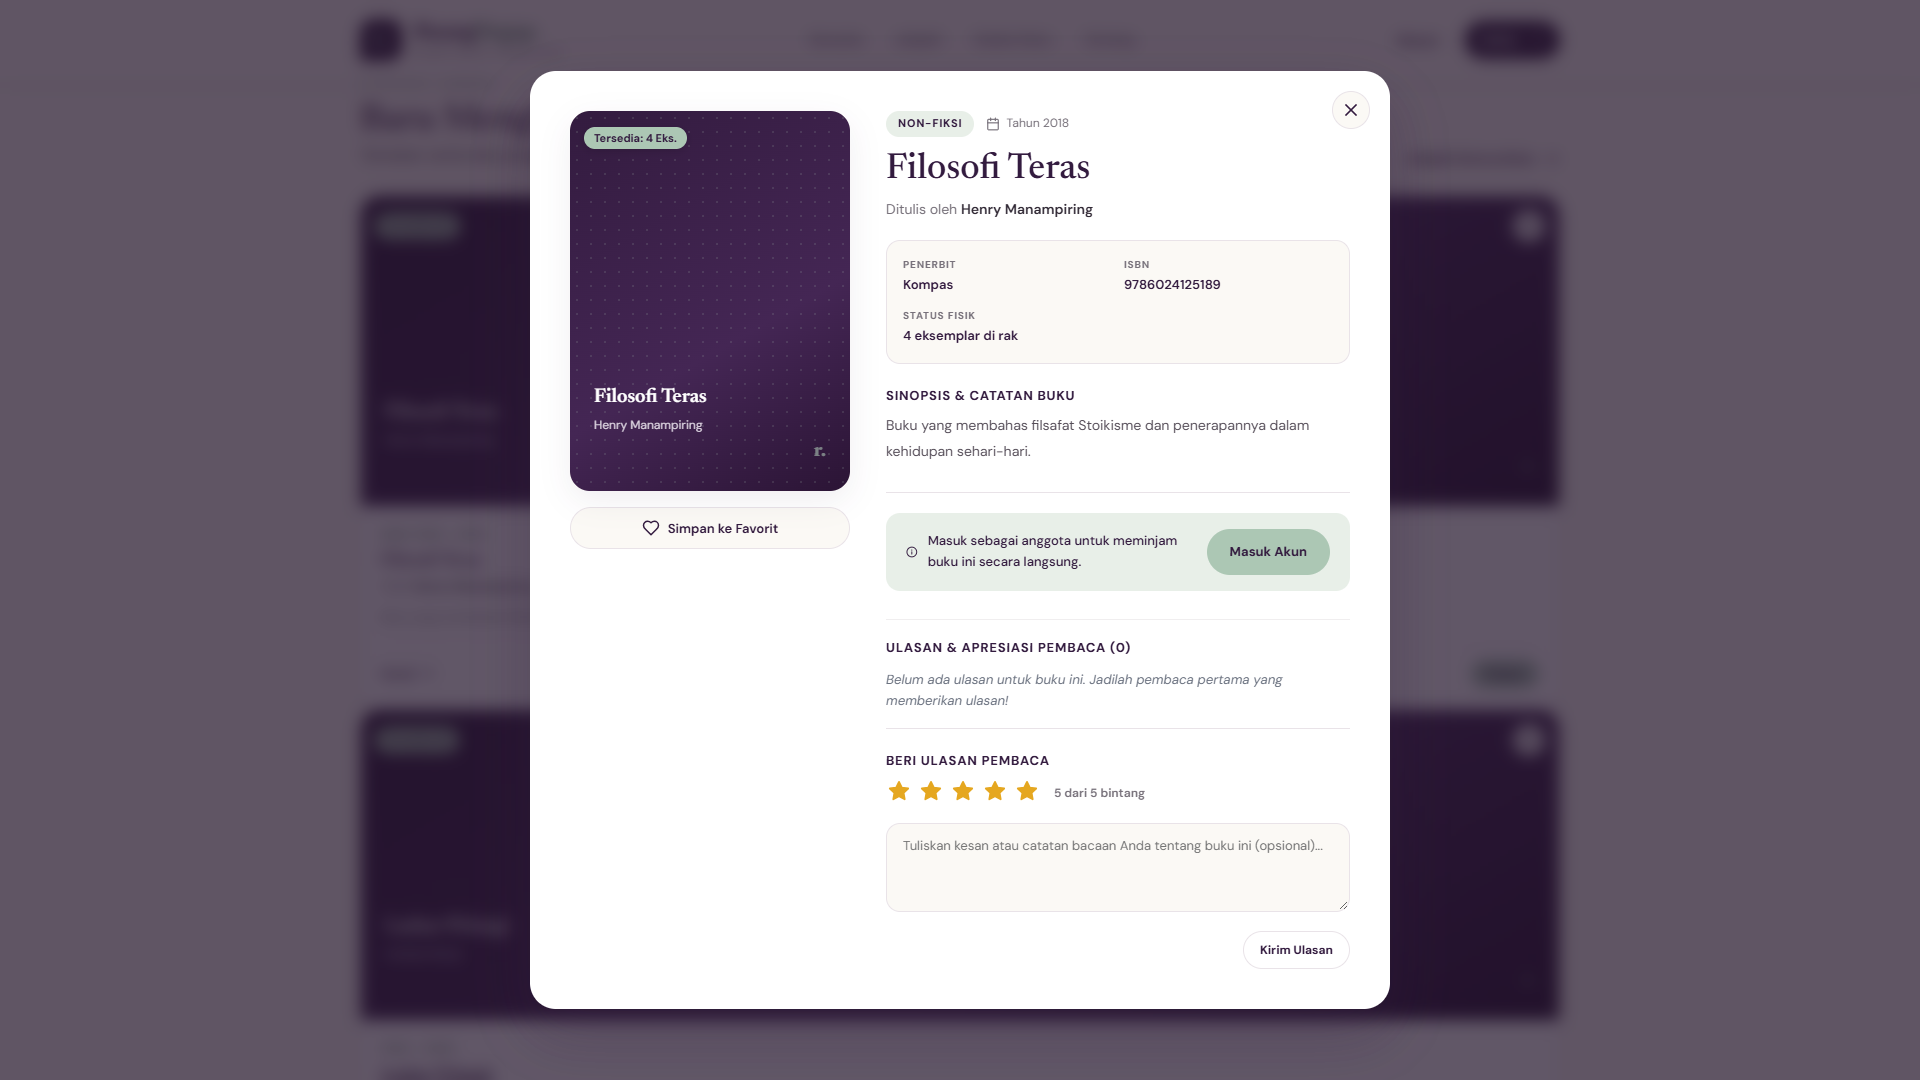 Tersedia: 4 Eks.
Filosofi Teras
Henry Manampiring
r.
Simpan ke Favorit
NON-FIKSI
Tahun 2018
Filosofi Teras
Ditulis oleh Henry Manampiring
PENERBIT
Kompas
ISBN
9786024125189
STATUS FISIK
4 eksemplar di rak
SINOPSIS & CATATAN BUKU
Buku yang membahas filsafat Stoikisme dan penerapannya dalam
kehidupan sehari-hari.
Masuk sebagai anggota untuk meminjam
buku ini secara langsung.
Masuk Akun
ULASAN & APRESIASI PEMBACA (0)
Belum ada ulasan untuk buku ini. Jadilah pembaca pertama yang
memberikan ulasan!
BERI ULASAN PEMBACA
5 dari 5 bintang
Tuliskan kesan atau catatan bacaan Anda tentang buku ini (opsional)...
Kirim Ulasan